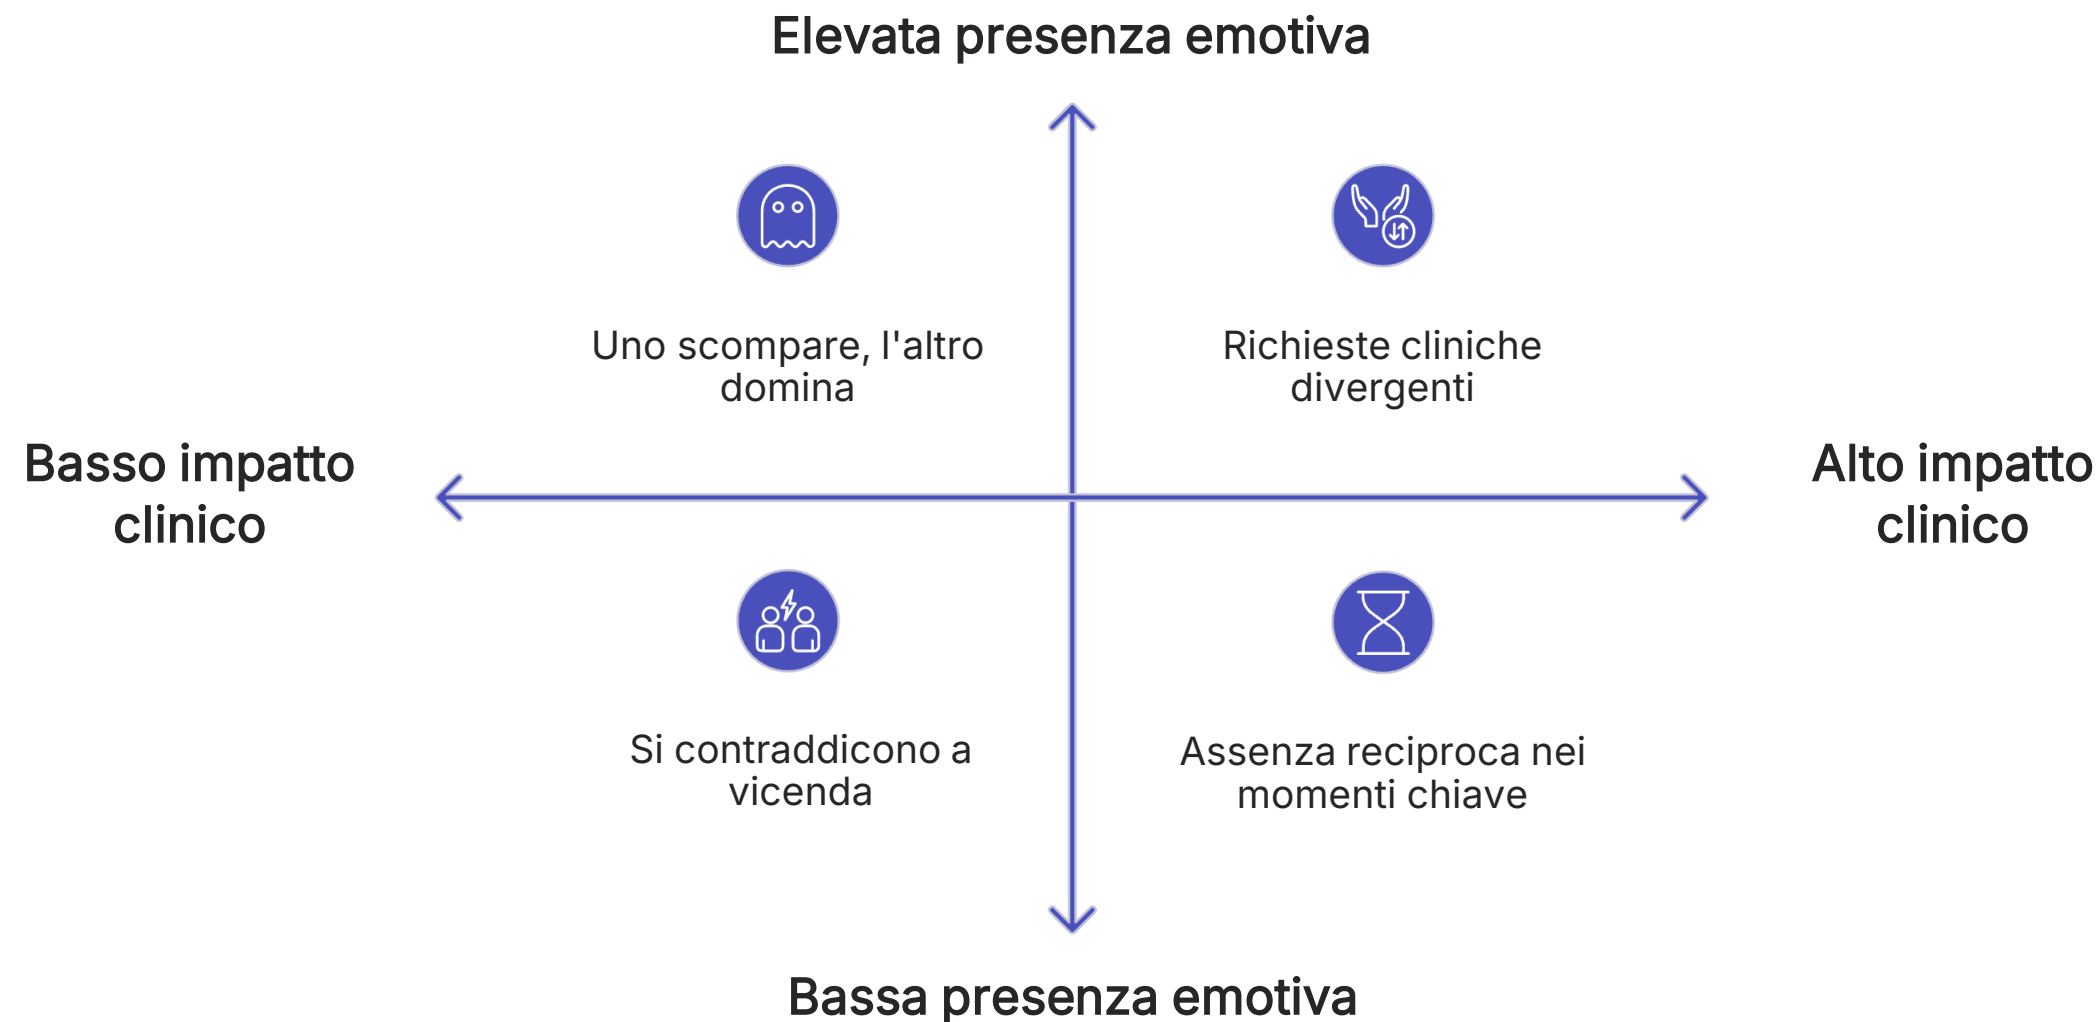 Elevata presenza emotiva
Uno scompare, l'altro
domina
Richieste cliniche
divergenti
Basso impatto
clinico
Alto impatto
clinico
Si contraddicono a
vicenda
Assenza reciproca nei
momenti chiave
Bassa presenza emotiva